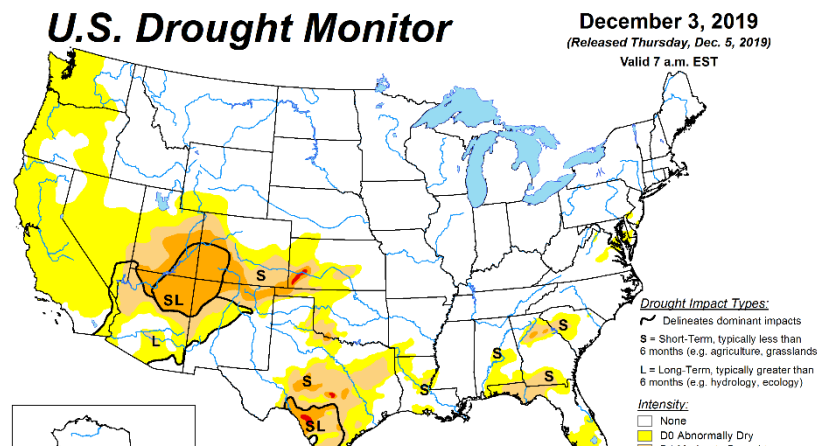 U.S. Drought Monitor
December 3, 2019
(Released Thursday, Dec. 5, 2019)
Valid 7 a.m. EST
S
SL
L
S
SL
S
S
S
S
Drought Impact Types:
Delineates dominant impacts
S = Short-Term, typically less than
6 months (e.g. agriculture, grasslands
L = Long-Term, typically greater than
6 months (e.g. hydrology, ecology)
Intensity:
None
D0 Abnormally Dry